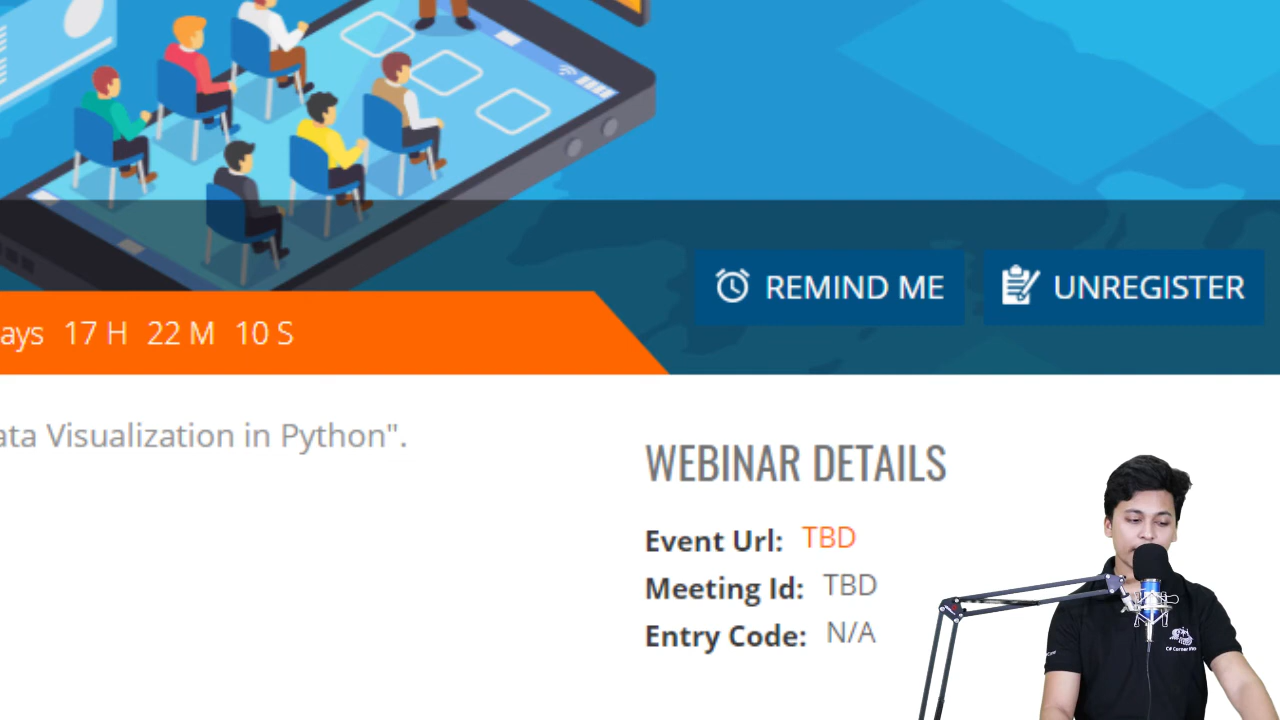 REMIND ME
UNREGISTER
ays 17 H 22 M 10 S
ata Visualization in Python".
WEBINAR DETAILS
Event Url: TBD
Meeting Id: TBD
Entry Code: N/A
C# Corner